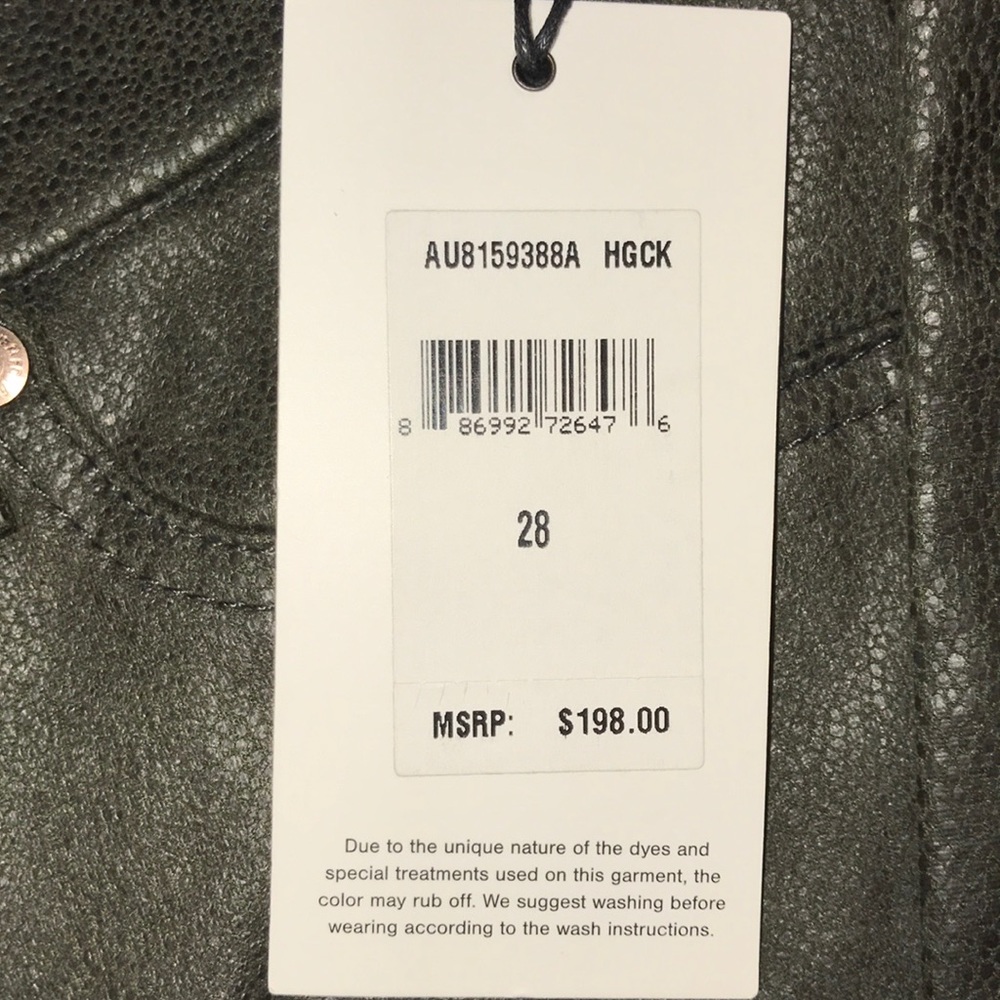 AU8159388A HGCK
8 86992 72647 6
28
MSRP: $198.00
Due to the unique nature of the dyes and
special treatments used on this garment, the
color may rub off. We suggest washing before
wearing according to the wash instructions.